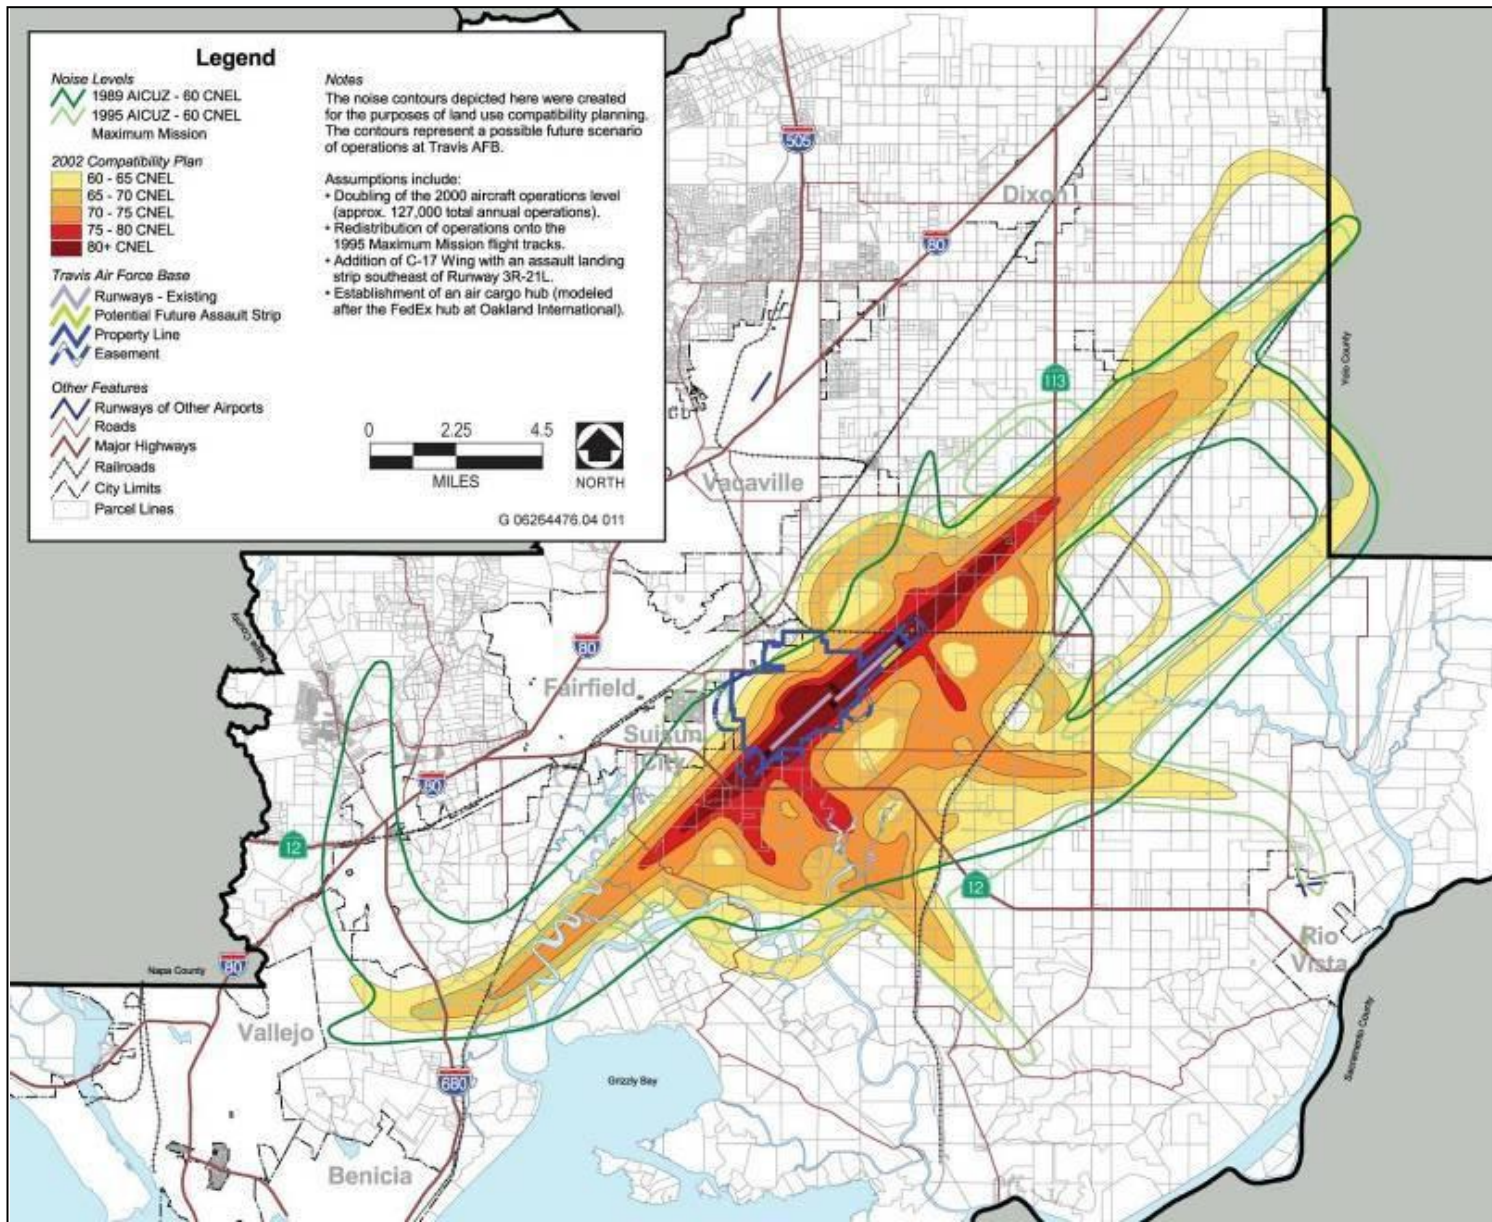 Legend
Noise Levels
1989 AICUZ - 60 CNEL
1995 AICUZ - 60 CNEL
Maximum Mission
2002 Compatibility Plan
60 - 65 CNEL
65 - 70 CNEL
70 - 75 CNEL
75 - 80 CNEL
80+ CNEL
Travis Air Force Base
Runways - Existing
Potential Future Assault Strip
Property Line
Easement
Other Features
Runways of Other Airports
Roads
Major Highways
Railroads
City Limits
Parcel Lines
Notes
The noise contours depicted here were created
for the purposes of land use compatibility planning.
The contours represent a possible future scenario
of operations at Travis AFB.
Assumptions include:
• Doubling of the 2000 aircraft operations level
(approx. 127,000 total annual operations).
• Redistribution of operations onto the
1995 Maximum Mission flight tracks.
• Addition of C-17 Wing with an assault landing
strip southeast of Runway 3R-21L.
• Establishment of an air cargo hub (modeled
after the FedEx hub at Oakland International).
0 2.25 4.5
MILES
NORTH
G 06264476.04 011
505
Dixon
80
Yolo County
113
Vacaville
Napa County
80
Fairfield
Suisun
City
80
12
12
Rio
Vista
Napa County
80
Vallejo
680
Grizzly Bay
Sacramento County
Benicia